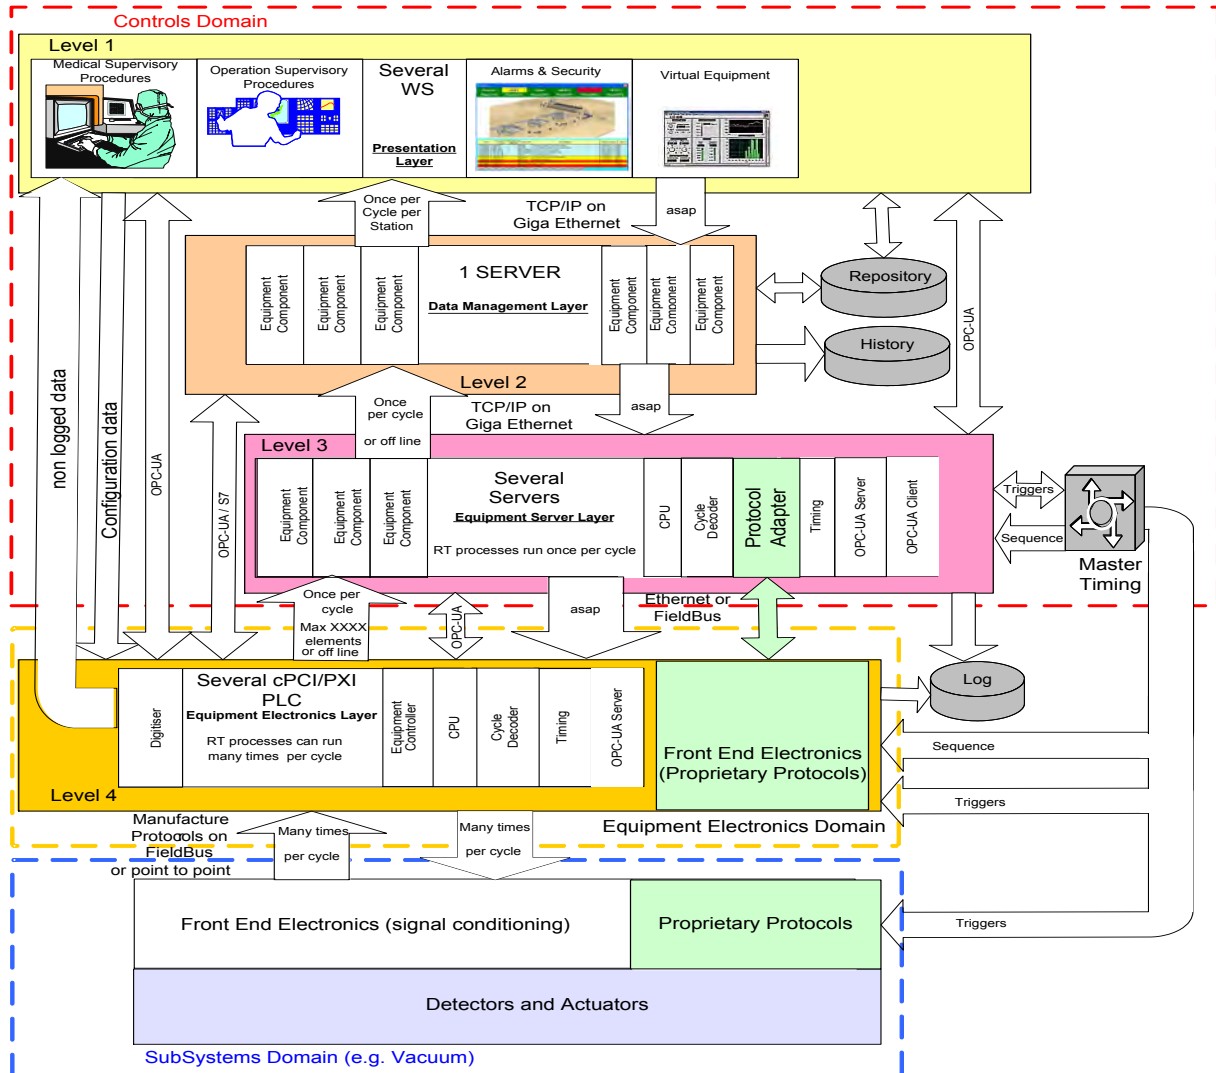 Controls Domain
Level 1
Medical Supervisory
Procedures
Operation Supervisory
Procedures
Several
WS
Presentation
Layer
Alarms & Security
Virtual Equipment
Once per
Cycle per
Station
TCP/IP on
Giga Ethernet
asap
Equipment
Component
Equipment
Component
Equipment
Component
1 SERVER
Data Management Layer
Equipment
Component
Equipment
Component
Equipment
Component
Level 2
Repository
History
OPC-UA
non logged data
Configuration data
OPC-UA
OPC-UA / S7
Once
per cycle
or off line
TCP/IP on
Giga Ethernet
asap
Level 3
Equipment
Component
Equipment
Component
Equipment
Component
Several
Servers
Equipment Server Layer
RT processes run once per cycle
CPU
Cycle
Decoder
Protocol
Adapter
Timing
OPC-UA Server
OPC-UA Client
Triggers
Sequence
Master
Timing
Once per
cycle
Max XXXX
elements
or off line
OPC-UA
asap
Ethernet or
FieldBus
Several cPCI/PXI
PLC
Equipment Electronics Layer
RT processes can run
many times per cycle
Digitiser
Equipment
Controller
CPU
Cycle
Decoder
Timing
OPC-UA Server
Front End Electronics
(Proprietary Protocols)
Level 4
Log
Sequence
Triggers
Manufacture
Protocols on
FieldBus
or point to point
Many times
per cycle
Many times
per cycle
Equipment Electronics Domain
Front End Electronics (signal conditioning)
Proprietary Protocols
Triggers
Detectors and Actuators
SubSystems Domain (e.g. Vacuum)